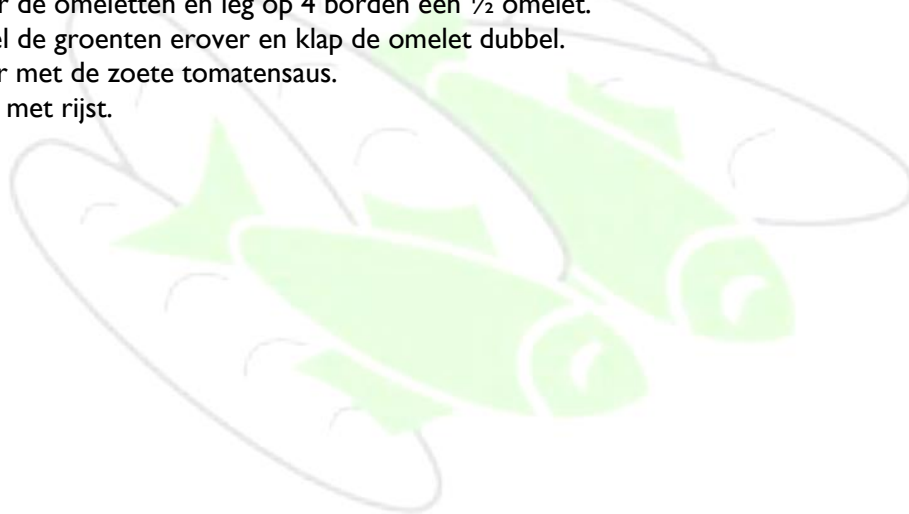 de omeletten en leg op 4 borden een ½ omelet.
de groenten erover en klap de omelet dubbel.
met de zoete tomatensaus.
met rijst.